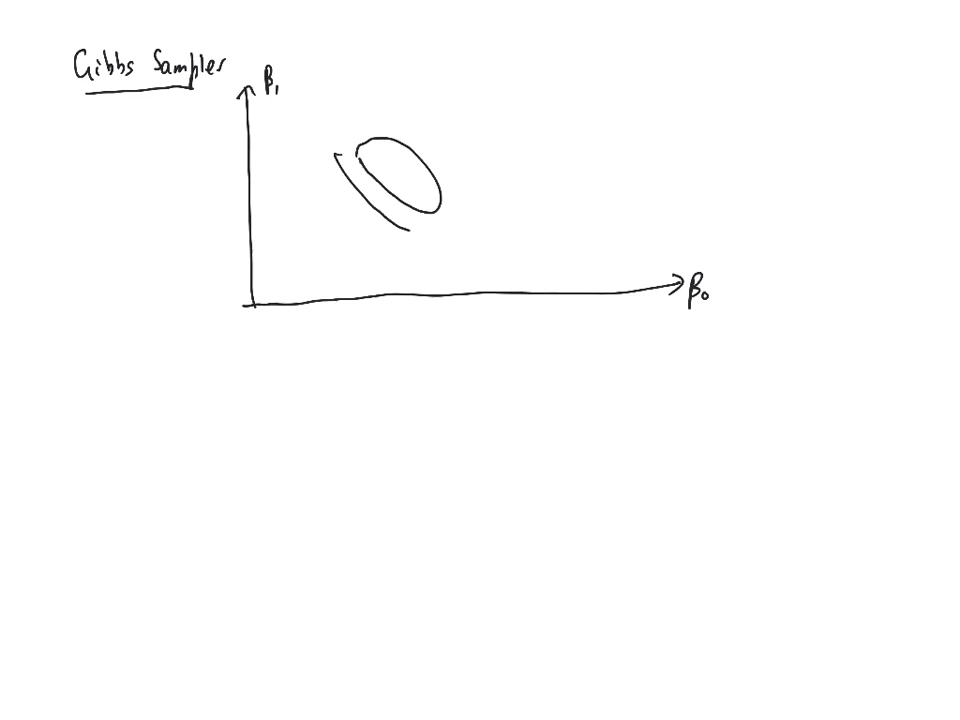 Gibbs Sampler
β₁
β₀